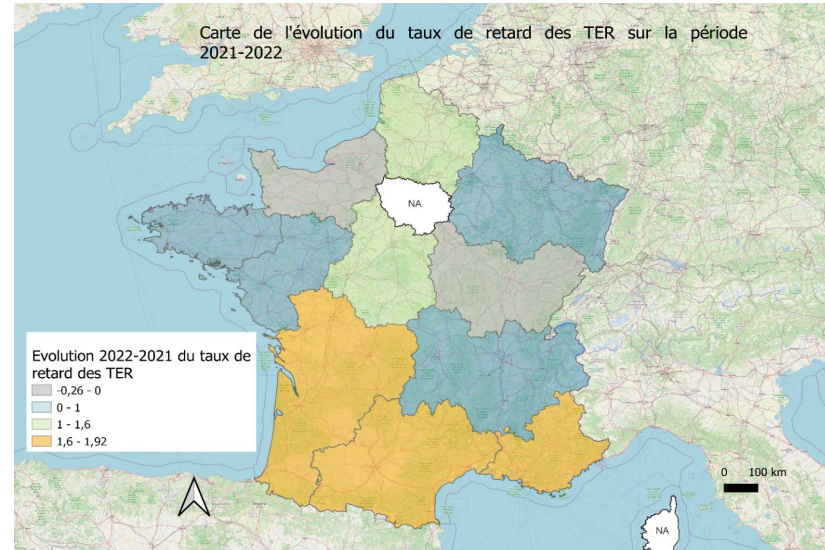 Carte de l'évolution du taux de retard des TER sur la période
2021-2022
NA
Evolution 2022-2021 du taux de
retard des TER
-0,26 - 0
0 - 1
1 - 1,6
1,6 - 1,92
0 100 km
NA